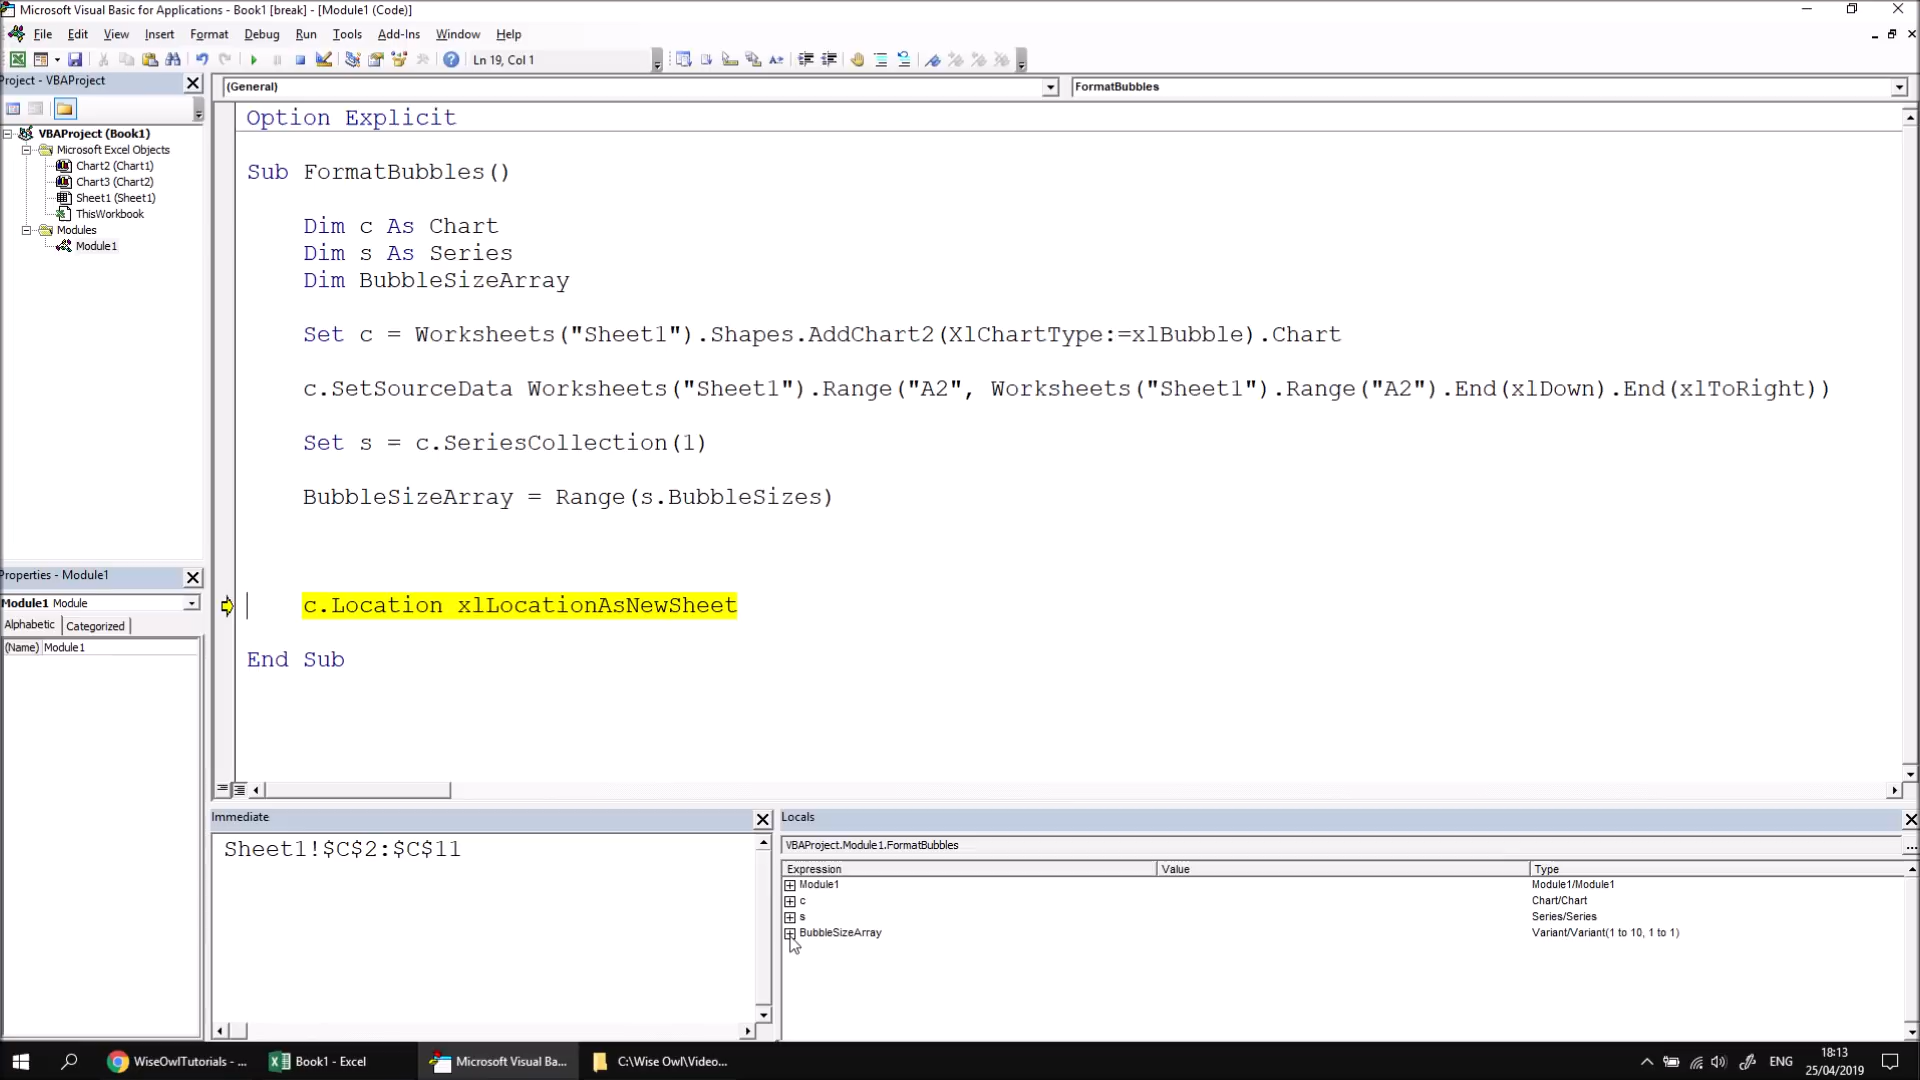 Microsoft Visual Basic for Applications - Book1 [break] - [Module1 (Code)]
File Edit View Insert Format Debug Run Tools Add-Ins Window Help
Ln 19, Col 1
Project - VBAProject
(General)
FormatBubbles
VBAProject (Book1)
Microsoft Excel Objects
Chart2 (Chart1)
Chart3 (Chart2)
Sheet1 (Sheet1)
ThisWorkbook
Modules
Module1
Option Explicit
Sub FormatBubbles()
Dim c As Chart
Dim s As Series
Dim BubbleSizeArray
Set c = Worksheets("Sheet1").Shapes.AddChart2(XlChartType:=xlBubble).Chart
c.SetSourceData Worksheets("Sheet1").Range("A2", Worksheets("Sheet1").Range("A2").End(xlDown).End(xlToRight))
Set s = c.SeriesCollection(1)
BubbleSizeArray = Range(s.BubbleSizes)
c.Location xlLocationAsNewSheet
End Sub
Properties - Module1
Module1 Module
Alphabetic Categorized
(Name) Module1
Immediate
Sheet1!$C$2:$C$11
Locals
VBAProject.Module1.FormatBubbles
Expression Value Type
Module1 Module1/Module1
c Chart/Chart
s Series/Series
BubbleSizeArray Variant/Variant(1 to 10, 1 to 1)
WiseOwlTutorials - ...
Book1 - Excel
Microsoft Visual Ba...
C:\Wise Owl\Video...
ENG
18:13
25/04/2019